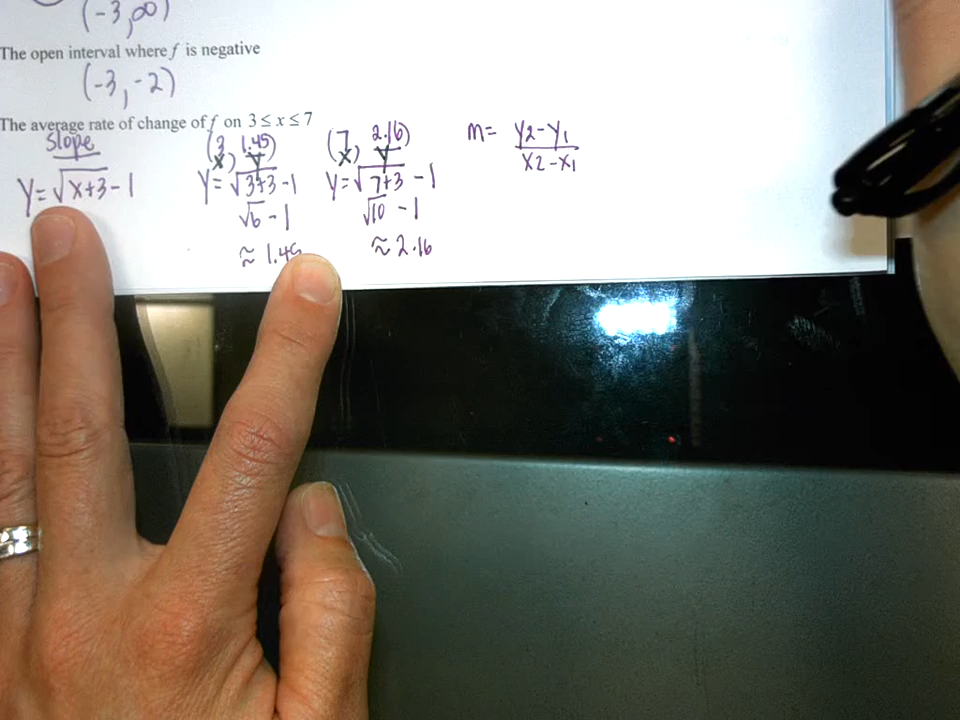 (-3, ∞)
The open interval where f is negative
(-3, -2)
The average rate of change of f on 3 ≤ x ≤ 7
slope
(3, 1.45) (7, 2.16) m = y2-y1 / x2-x1
x y x y
y = √x+3 - 1 y = √3+3 - 1 y = √7+3 - 1
√6 - 1 √10 - 1
≈ 1.45 ≈ 2.16